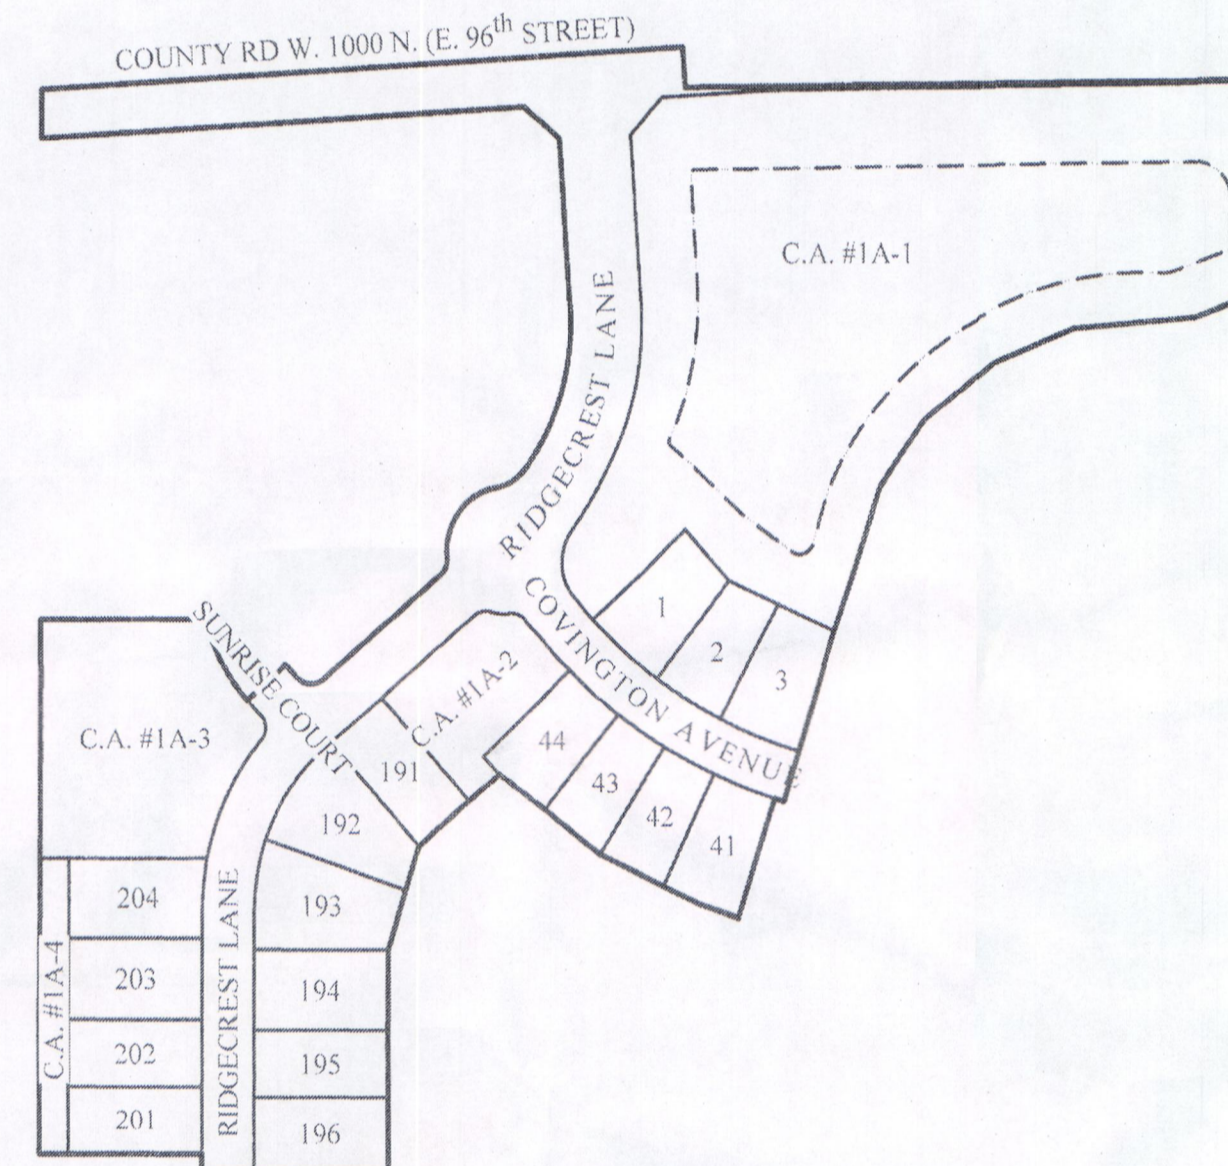 COUNTY RD W. 1000 N. (E. 96th STREET)
C.A. #1A-1
RIDGECREST LANE
COVINGTON AVENUE
1
2
3
SUNRISE COURT
C.A. #1A-2
C.A. #1A-3
44
43
42
41
191
192
193
194
195
196
204
203
202
201
C.A. #1A-4
RIDGECREST LANE